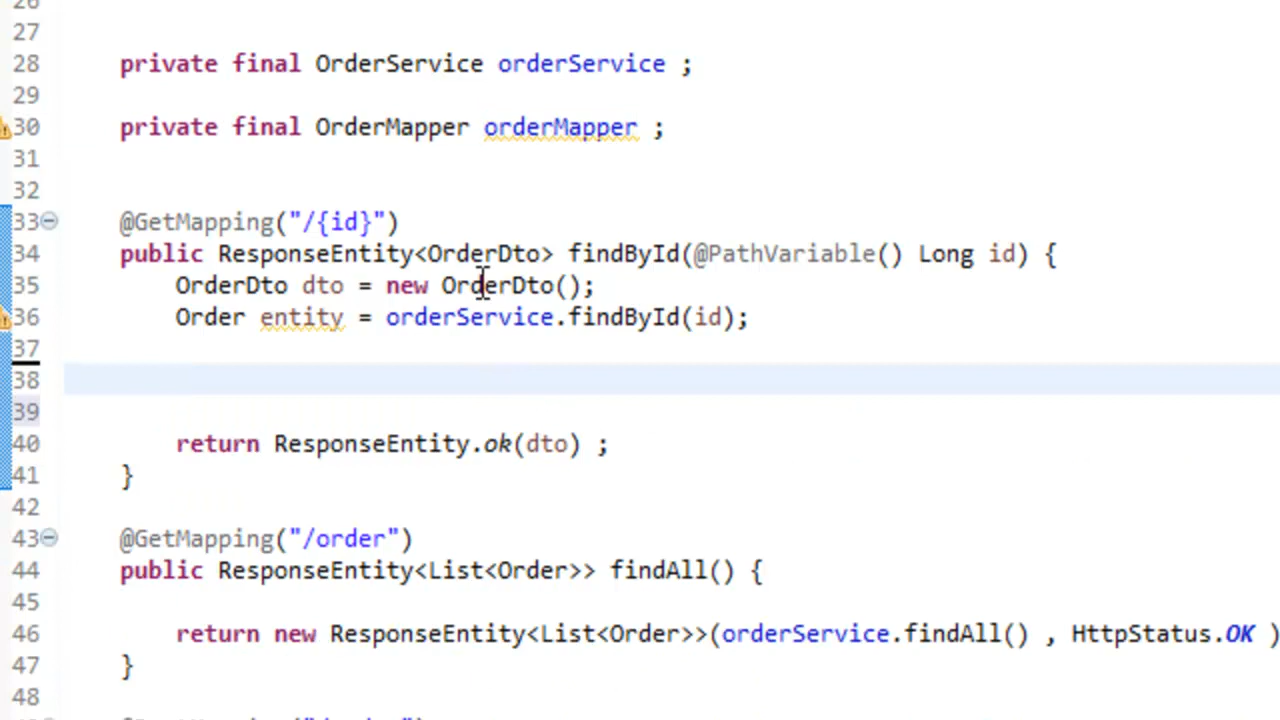 26
27
28 private final OrderService orderService ;
29
30 private final OrderMapper orderMapper ;
31
32
33 @GetMapping("/{id}")
34 public ResponseEntity<OrderDto> findById(@PathVariable() Long id) {
35 OrderDto dto = new OrderDto();
36 Order entity = orderService.findById(id);
37
38
39
40 return ResponseEntity.ok(dto) ;
41 }
42
43 @GetMapping("/order")
44 public ResponseEntity<List<Order>> findAll() {
45
46 return new ResponseEntity<List<Order>>(orderService.findAll() , HttpStatus.OK )
47 }
48